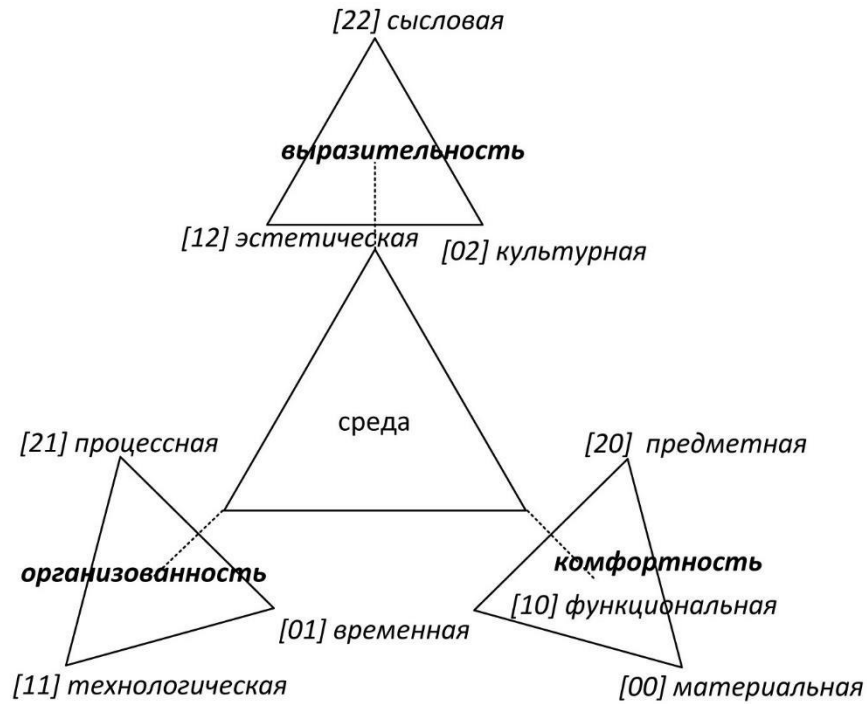 [22] сысловая
выразительность
[12] эстетическая
[02] культурная
среда
[21] процессная
[20] предметная
организованность
комфортность
[10] функциональная
[01] временная
[11] технологическая
[00] материальная